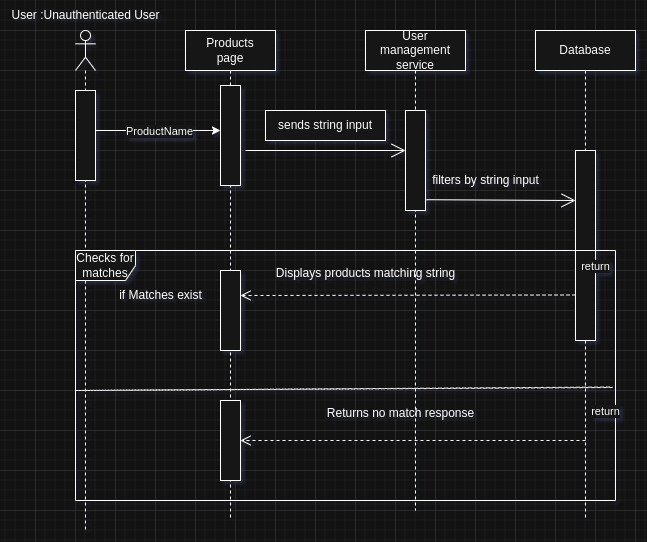 User :Unauthenticated User
Products
page
User
management
service
Database
ProductName
sends string input
filters by string input
Checks for
matches
return
Displays products matching string
if Matches exist
Returns no match response
return